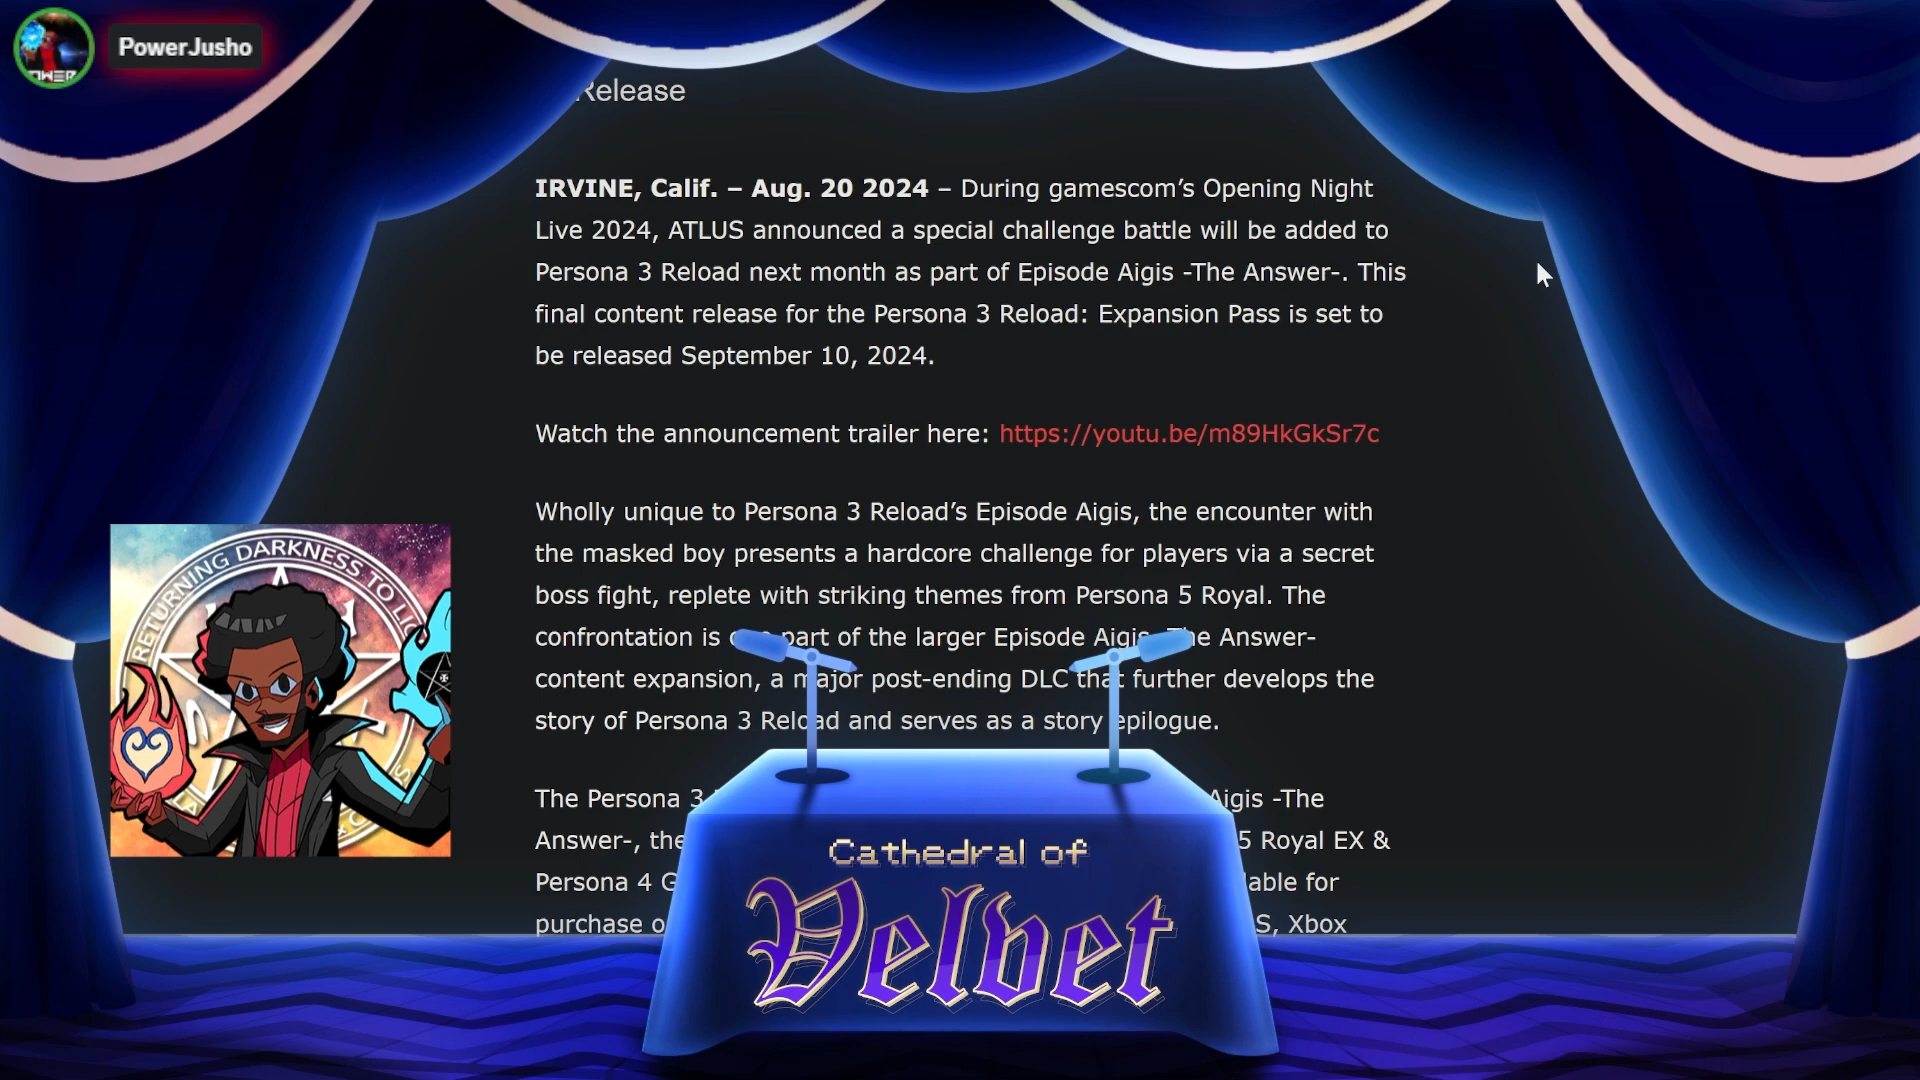 PowerJusho
Release
IRVINE, Calif. – Aug. 20 2024 – During gamescom’s Opening Night
Live 2024, ATLUS announced a special challenge battle will be added to
Persona 3 Reload next month as part of Episode Aigis -The Answer-. This
final content release for the Persona 3 Reload: Expansion Pass is set to
be released September 10, 2024.
Watch the announcement trailer here: https://youtu.be/m89HkGkSr7c
Wholly unique to Persona 3 Reload’s Episode Aigis, the encounter with
the masked boy presents a hardcore challenge for players via a secret
boss fight, replete with striking themes from Persona 5 Royal. The
confrontation is part of the larger Episode Aigis The Answer-
content expansion, a major post-ending DLC that further develops the
story of Persona 3 Reload and serves as a story epilogue.
The Persona 3 Aigis -The
Answer-, the 5 Royal EX &
Persona 4 G
purchase S, Xbox
RETURNING DARKNESS TO
Cathedral of
Velvet